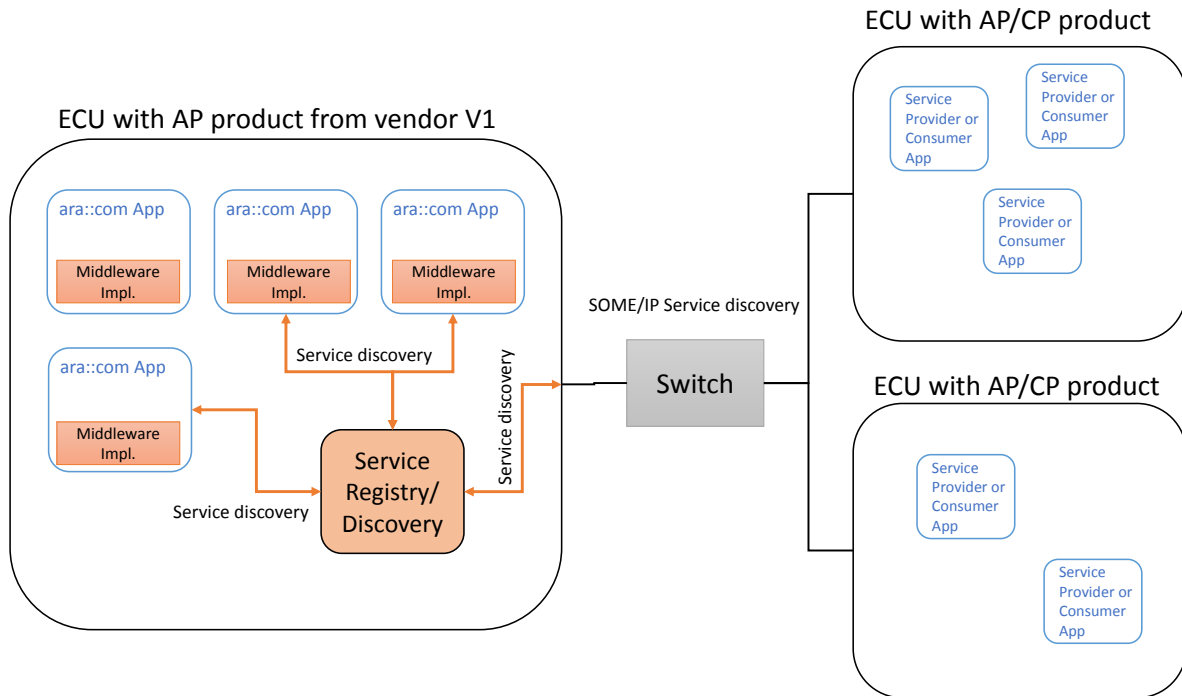 ECU with AP product from vendor V1
ara::com App
Middleware
Impl.
ara::com App
Middleware
Impl.
ara::com App
Middleware
Impl.
Service discovery
ara::com App
Middleware
Impl.
Service discovery
Service
Registry/
Discovery
Service discovery
SOME/IP Service discovery
Switch
ECU with AP/CP product
Service
Provider or
Consumer
App
Service
Provider or
Consumer
App
Service
Provider or
Consumer
App
ECU with AP/CP product
Service
Provider or
Consumer
App
Service
Provider or
Consumer
App